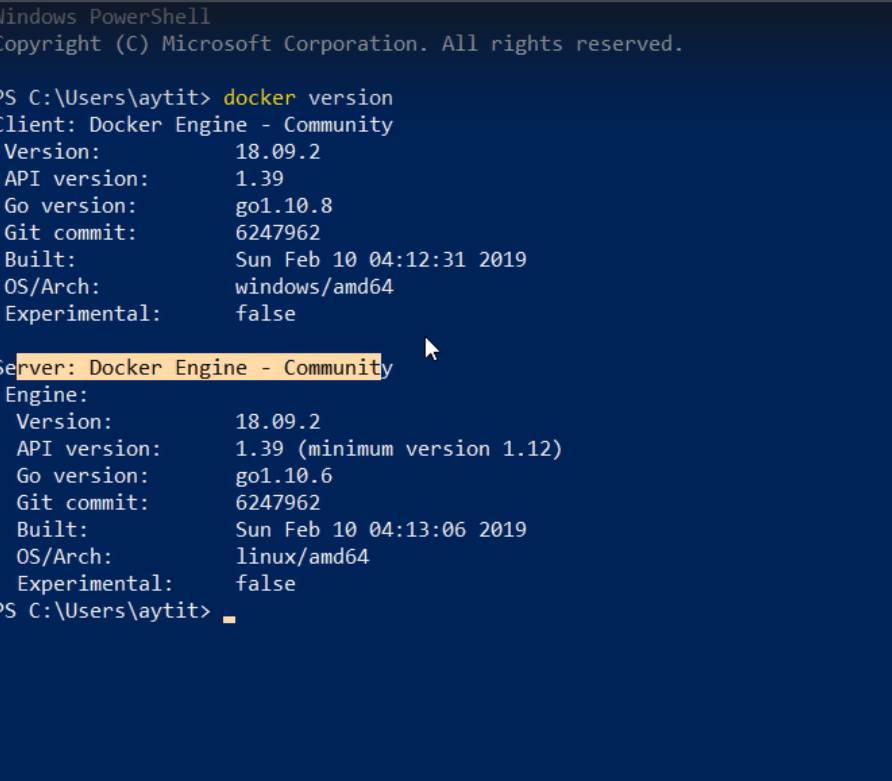 Windows PowerShell
Copyright (C) Microsoft Corporation. All rights reserved.
PS C:\Users\aytit> docker version
Client: Docker Engine - Community
Version: 18.09.2
API version: 1.39
Go version: go1.10.8
Git commit: 6247962
Built: Sun Feb 10 04:12:31 2019
OS/Arch: windows/amd64
Experimental: false
Server: Docker Engine - Community
Engine:
Version: 18.09.2
API version: 1.39 (minimum version 1.12)
Go version: go1.10.6
Git commit: 6247962
Built: Sun Feb 10 04:13:06 2019
OS/Arch: linux/amd64
Experimental: false
PS C:\Users\aytit>